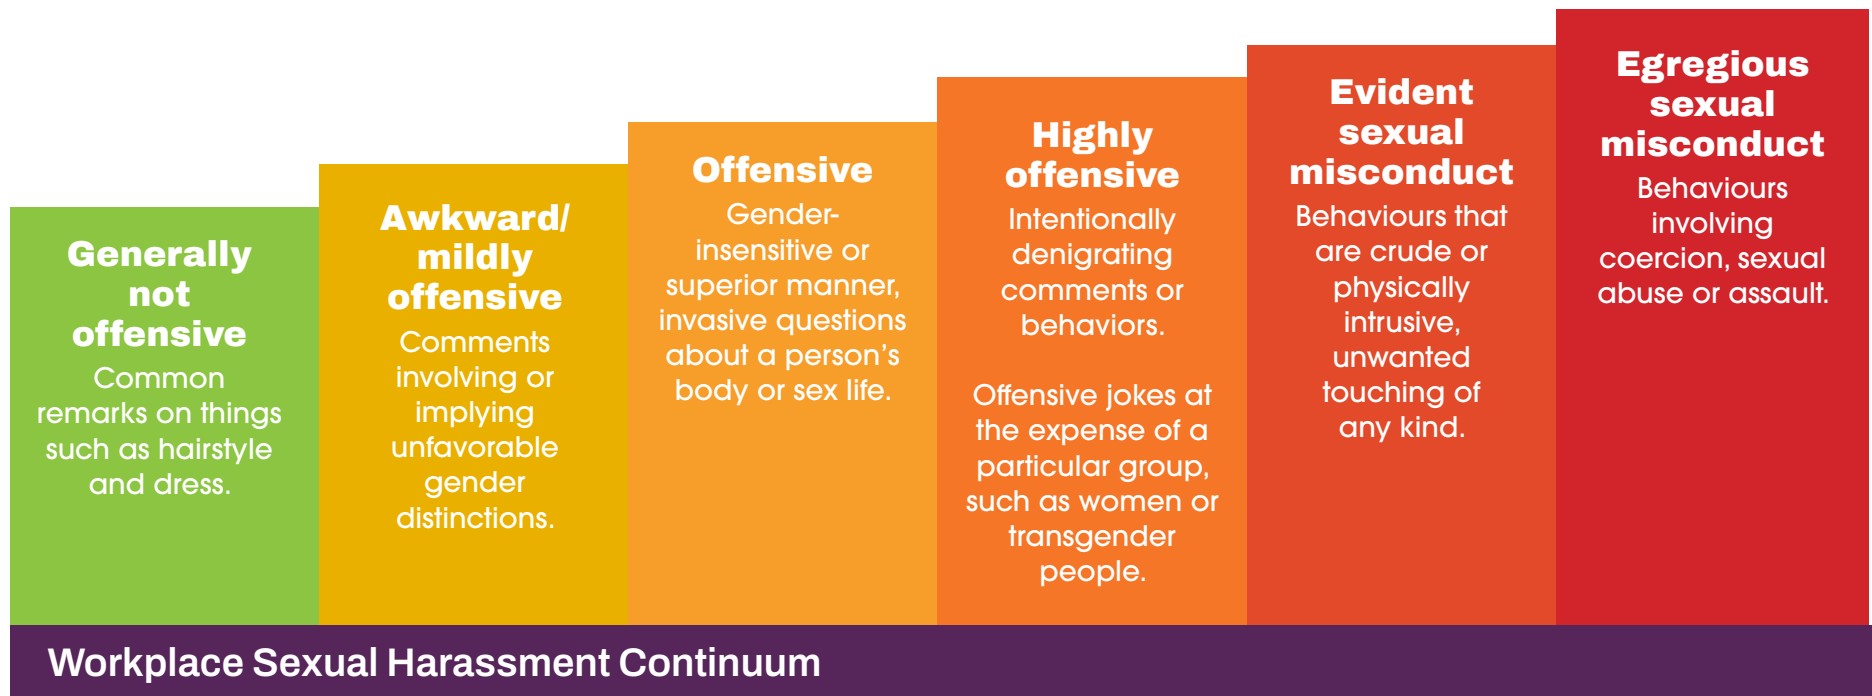 Generally
not
offensive
Common
remarks on things
such as hairstyle
and dress.
Awkward/
mildly
offensive
Comments
involving or
implying
unfavorable
gender
distinctions.
Offensive
Gender-
insensitive or
superior manner,
invasive questions
about a person’s
body or sex life.
Highly
offensive
Intentionally
denigrating
comments or
behaviors.
Offensive jokes at
the expense of a
particular group,
such as women or
transgender
people.
Evident
sexual
misconduct
Behaviours that
are crude or
physically
intrusive,
unwanted
touching of
any kind.
Egregious
sexual
misconduct
Behaviours
involving
coercion, sexual
abuse or assault.
Workplace Sexual Harassment Continuum